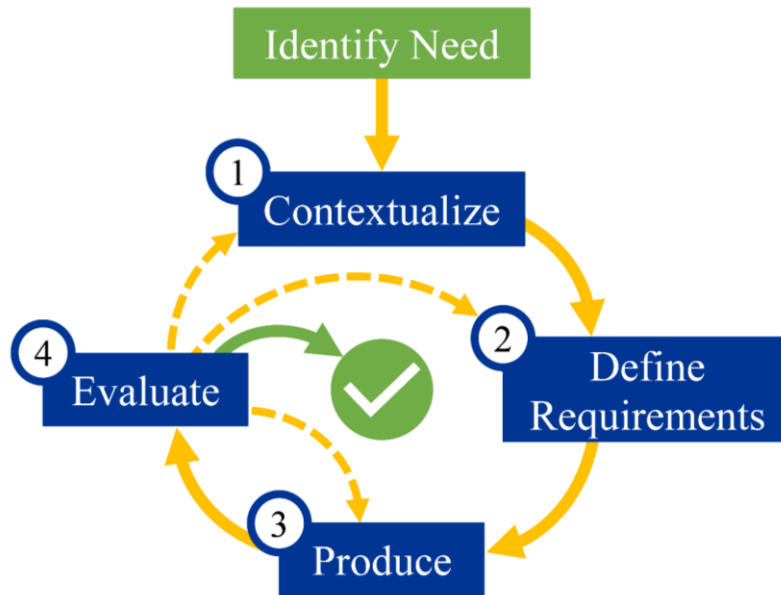 Identify Need
1
Contextualize
2
Define
Requirements
3
Produce
4
Evaluate